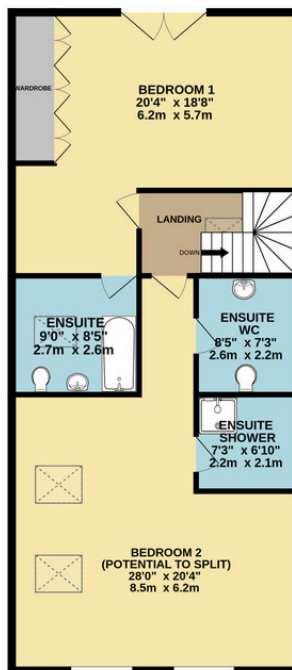 WARDROBE
BEDROOM 1
20'4" x 18'8"
6.2m x 5.7m
LANDING
DOWN
ENSUITE
9'0" x 8'5"
2.7m x 2.6m
ENSUITE
WC
8'5" x 7'3"
2.6m x 2.2m
ENSUITE
SHOWER
7'3" x 6'10"
2.2m x 2.1m
BEDROOM 2
(POTENTIAL TO SPLIT)
28'0" x 20'4"
8.5m x 6.2m